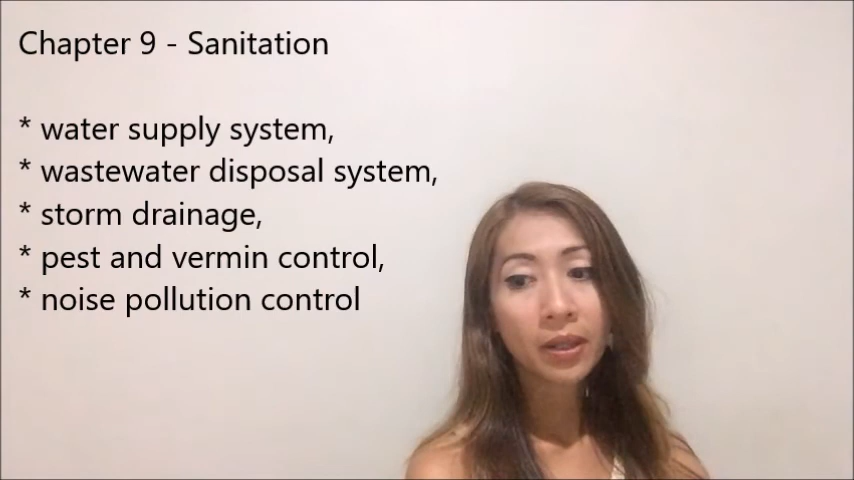 Chapter 9 - Sanitation
* water supply system,
* wastewater disposal system,
* storm drainage,
* pest and vermin control,
* noise pollution control